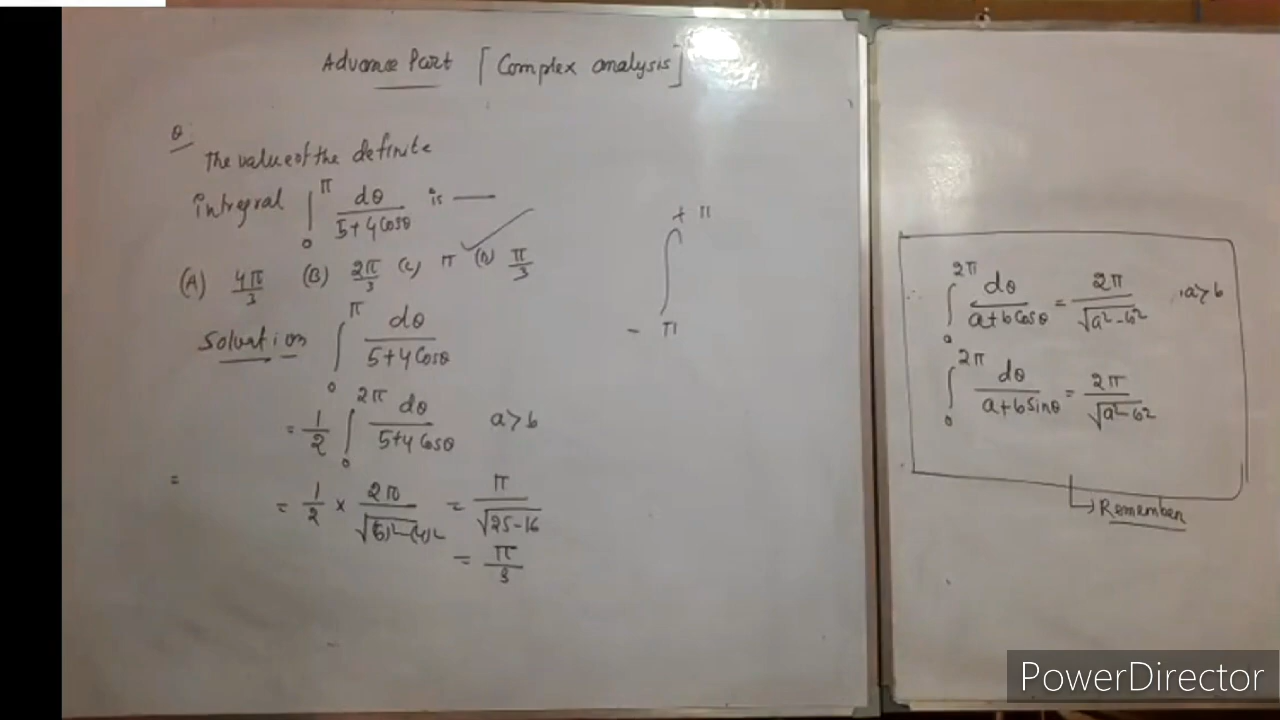 Advance Part [Complex analysis]
Q
The value of the definite
intregral ∫₀^π dθ/(5+4Cosθ) is —
(A) 4π/3 (B) 2π/3 (C) π ✓(D) π/3
Solution ∫₀^π dθ/(5+4Cosθ)
= 1/2 ∫₀^2π dθ/(5+4Cosθ) a>b
=
= 1/2 × 2π/√((5)²-(4)²) = π/√(25-16)
= π/3
∫₋π^+π
∫₀^2π dθ/(a+bCosθ) = 2π/√(a²-b²) , a>b
∫₀^2π dθ/(a+bSinθ) = 2π/√(a²-b²)
Remember
PowerDirector